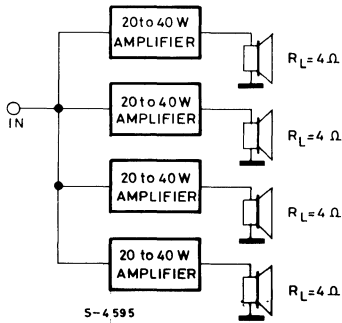 20 to 40 W
AMPLIFIER
R_L=4 Ω
20 to 40 W
AMPLIFIER
IN
R_L=4 Ω
20 to 40 W
AMPLIFIER
R_L=4 Ω
20 to 40 W
AMPLIFIER
R_L=4 Ω
S-4595